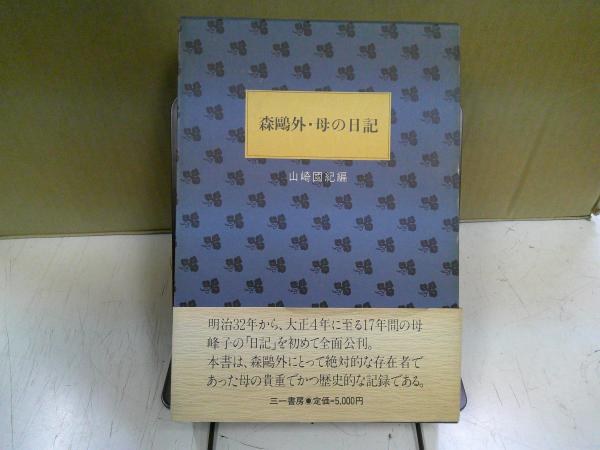 森鷗外・母の日記
山崎國紀編
明治32年から、大正4年に至る17年間の母
峰子の「日記」を初めて全面公刊。
本書は、森鷗外にとって絶対的な存在者で
あった母の貴重でかつ歴史的な記録である。
三一書房●定価=5,000円